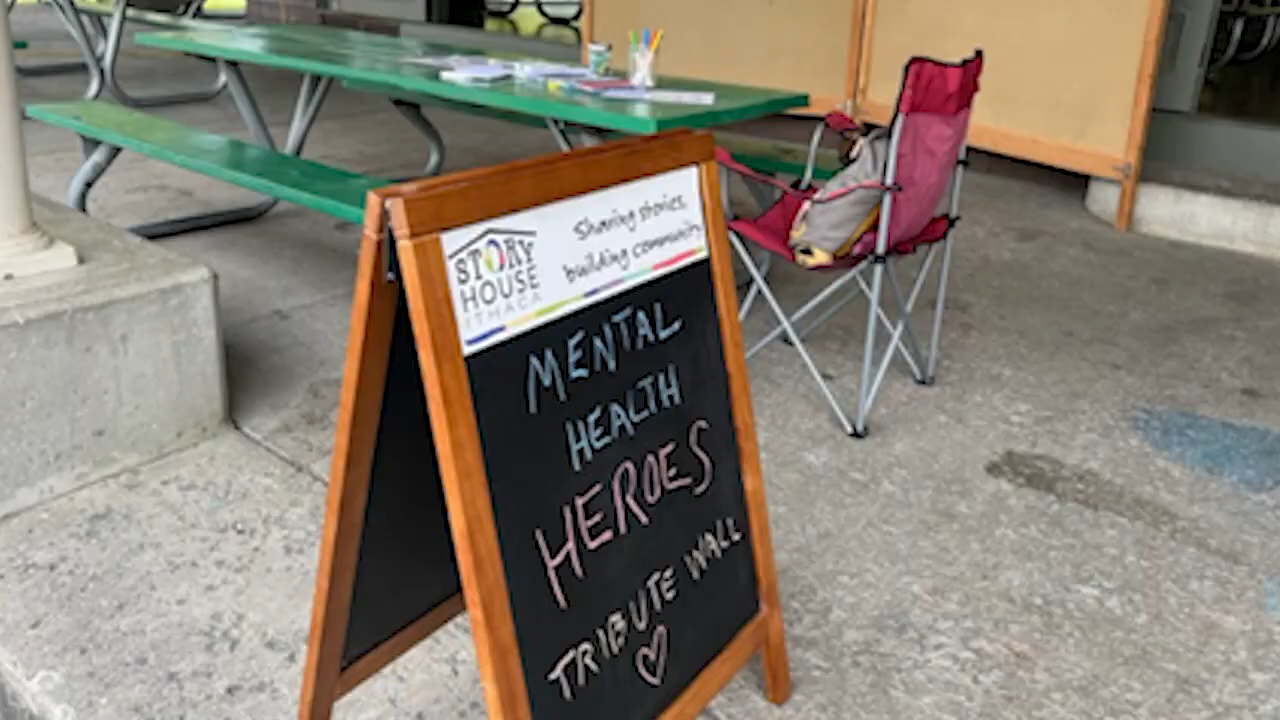 STORY
HOUSE
ITHACA
Sharing stories,
building community
MENTAL
HEALTH
HEROES
TRIBUTE WALL